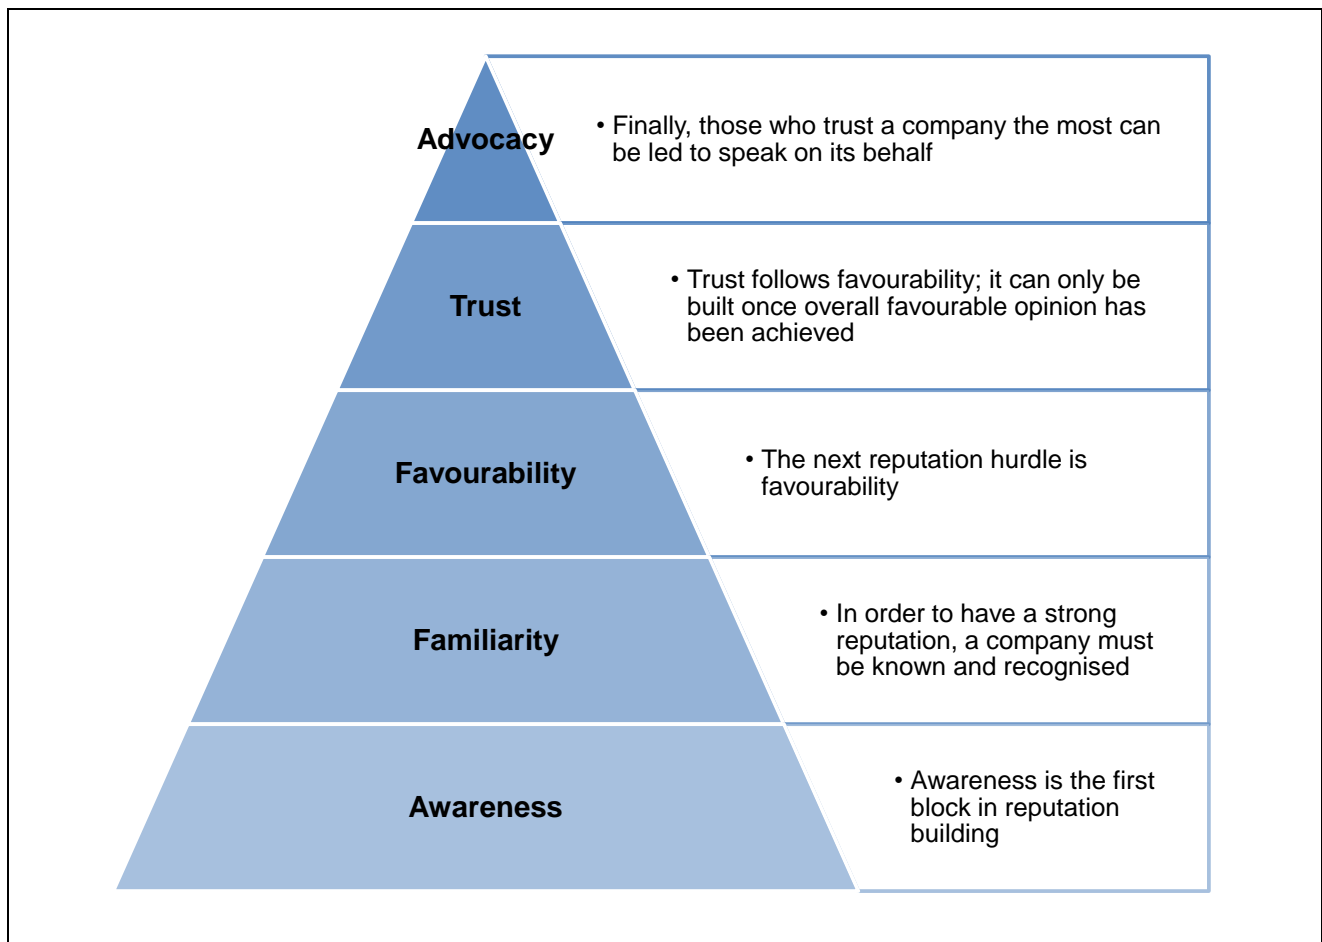 Advocacy
• Finally, those who trust a company the most can
be led to speak on its behalf
Trust
• Trust follows favourability; it can only be
built once overall favourable opinion has
been achieved
Favourability
• The next reputation hurdle is
favourability
Familiarity
• In order to have a strong
reputation, a company must
be known and recognised
Awareness
• Awareness is the first
block in reputation
building